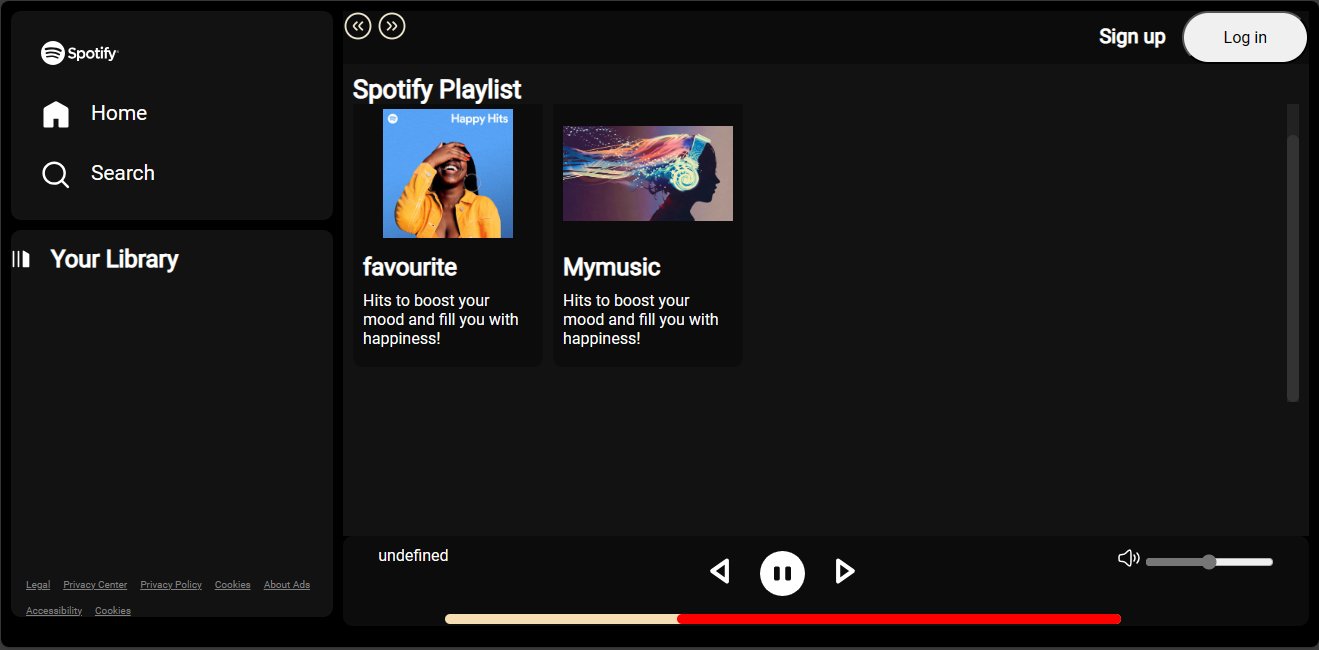 Spotify
Home
Search
Your Library
Legal Privacy Center Privacy Policy Cookies About Ads
Accessibility Cookies
Sign up Log in
Spotify Playlist
Happy Hits
favourite
Hits to boost your
mood and fill you with
happiness!
Mymusic
Hits to boost your
mood and fill you with
happiness!
undefined